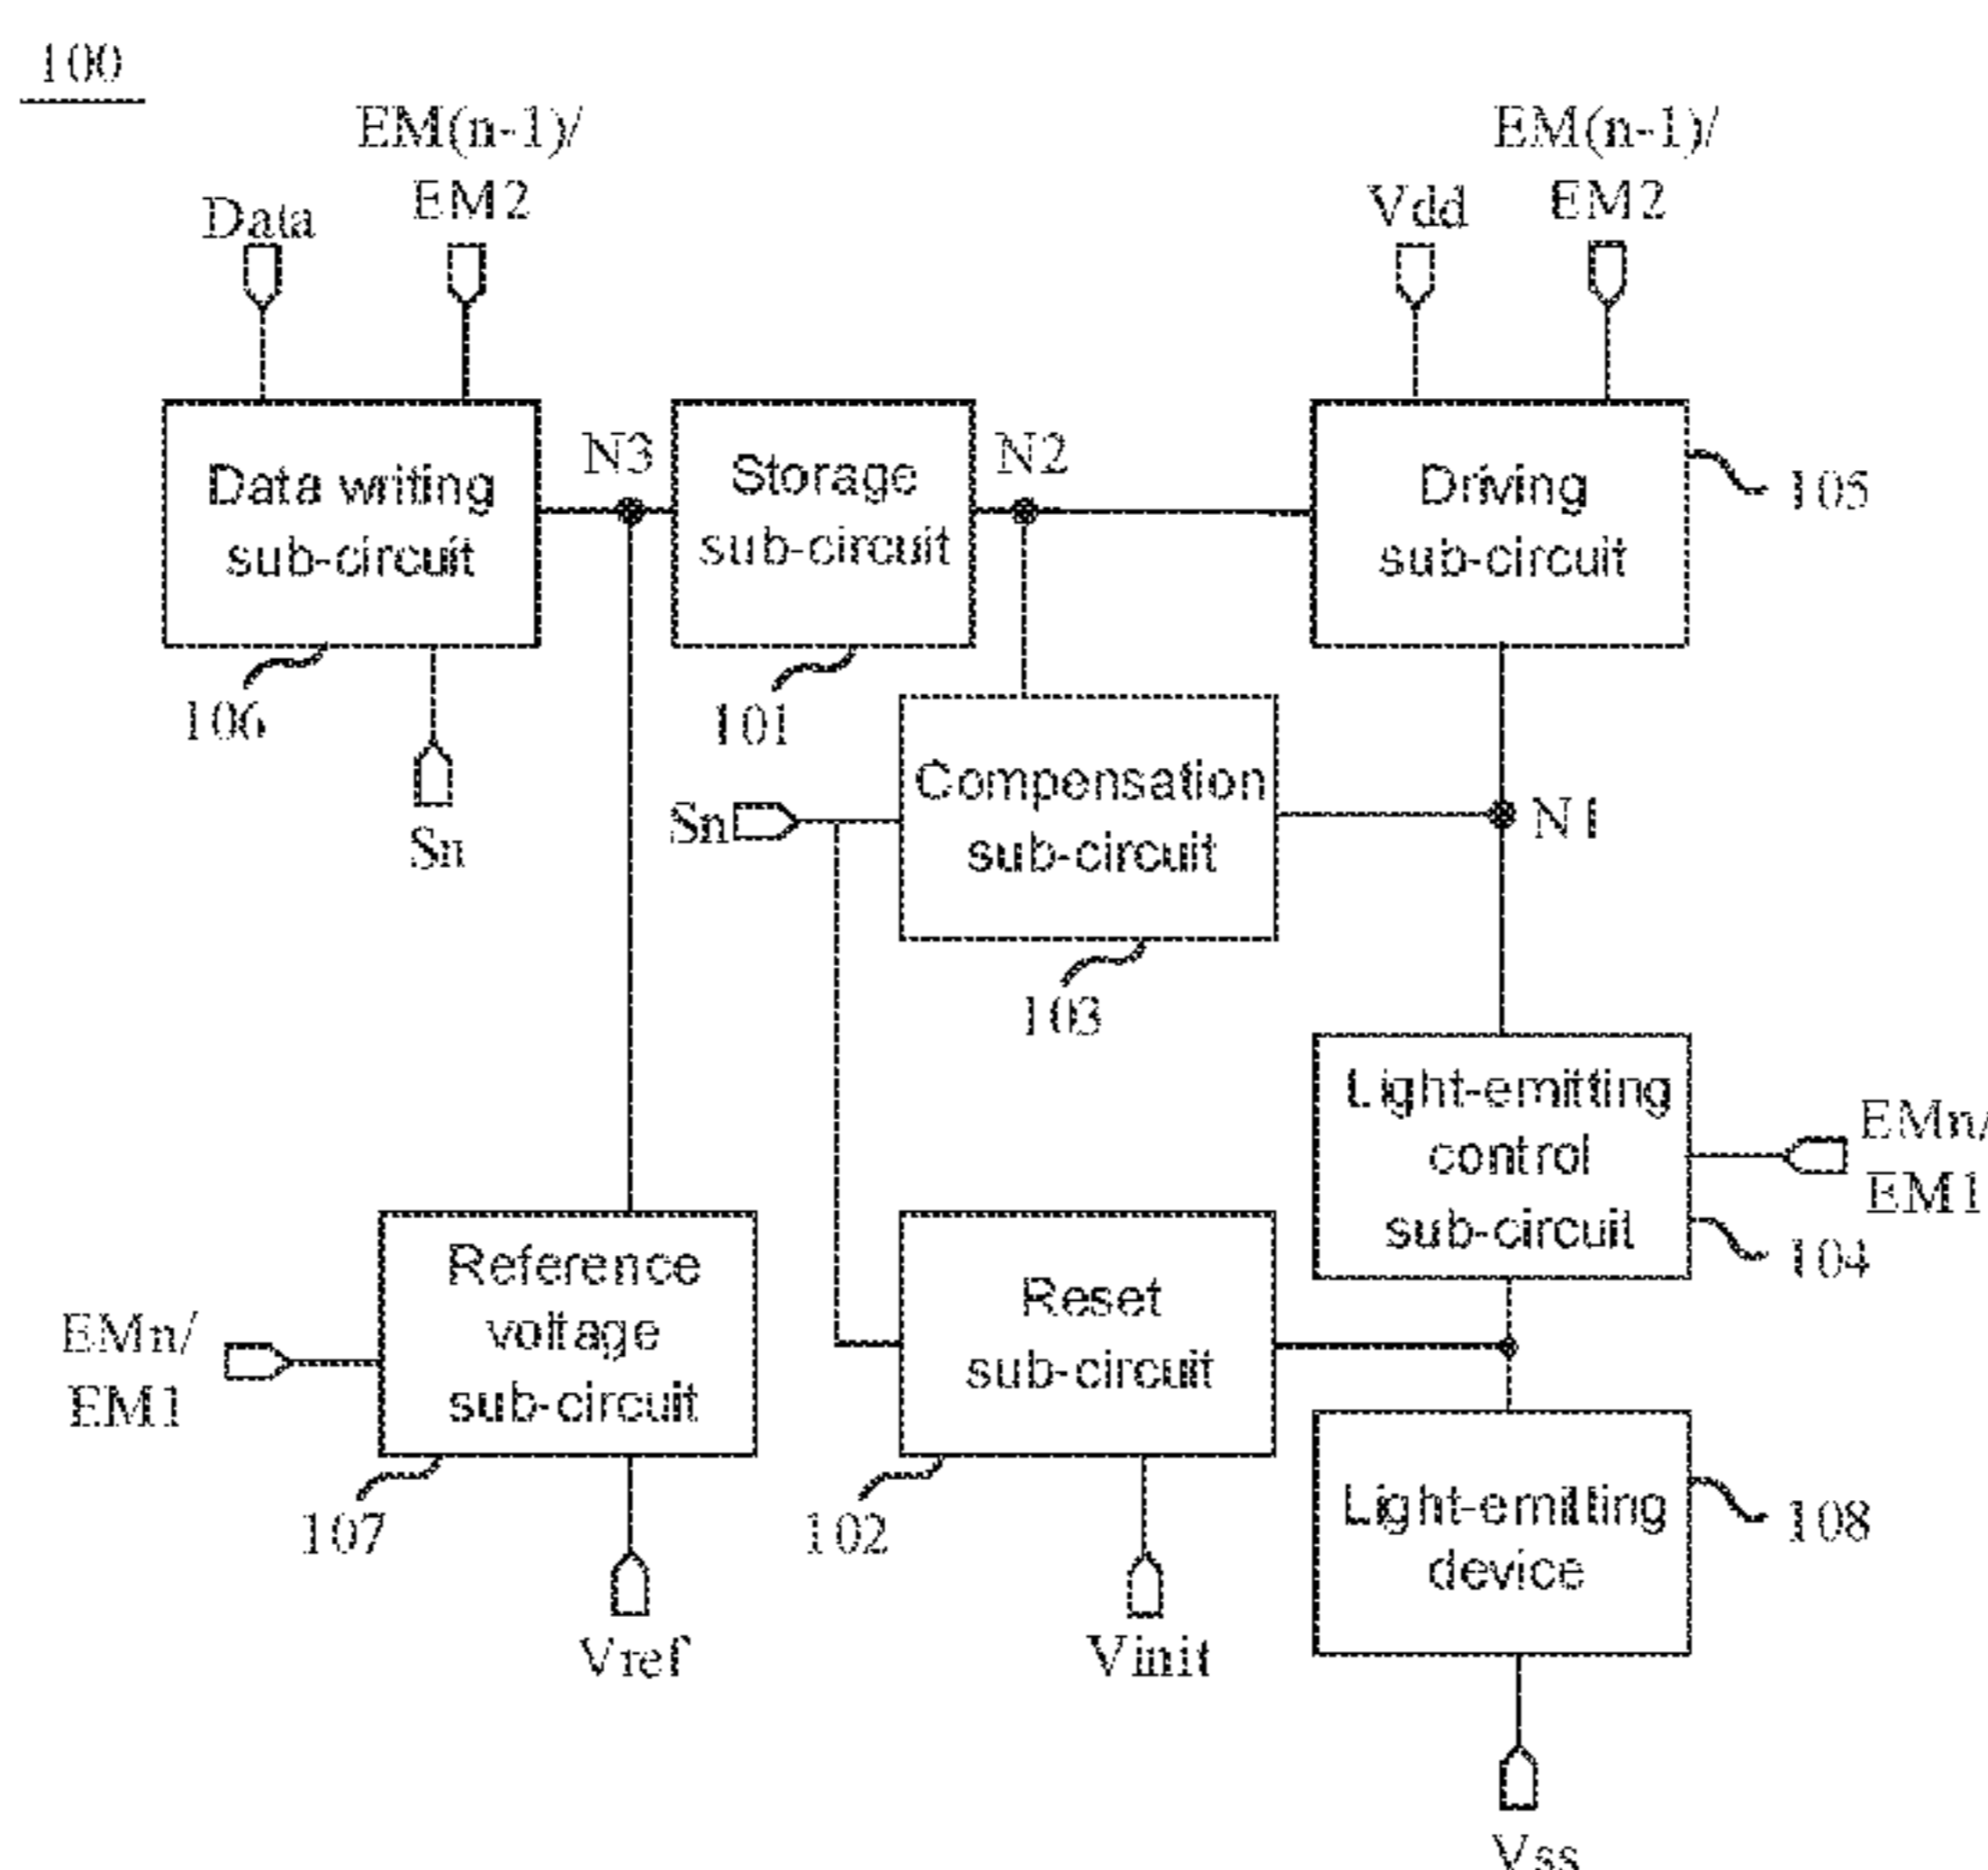 100
EM(n-1)/
EM2
Data
EM(n-1)/
EM2
Vdd
Data writing
sub-circuit
N3
Storage
sub-circuit
N2
Driving
sub-circuit
105
106
Sn
101
Sn
Compensation
sub-circuit
N1
103
Light-emitting
control
sub-circuit
EMn/
EM1
104
EMn/
EM1
Reference
voltage
sub-circuit
Reset
sub-circuit
107
Vref
102
Vinit
Light-emitting
device
108
Vss